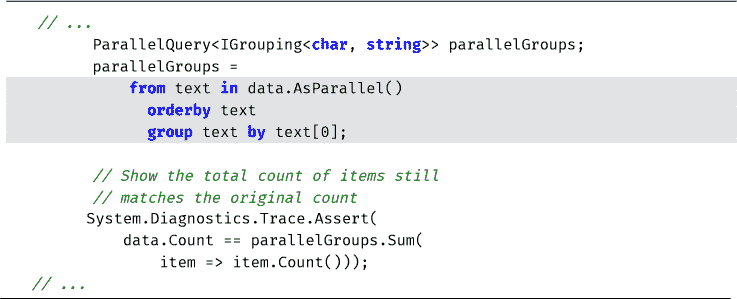 // ...
ParallelQuery<IGrouping<char, string>> parallelGroups;
parallelGroups =
from text in data.AsParallel()
orderby text
group text by text[0];
// Show the total count of items still
// matches the original count
System.Diagnostics.Trace.Assert(
data.Count == parallelGroups.Sum(
item => item.Count()));
// ...